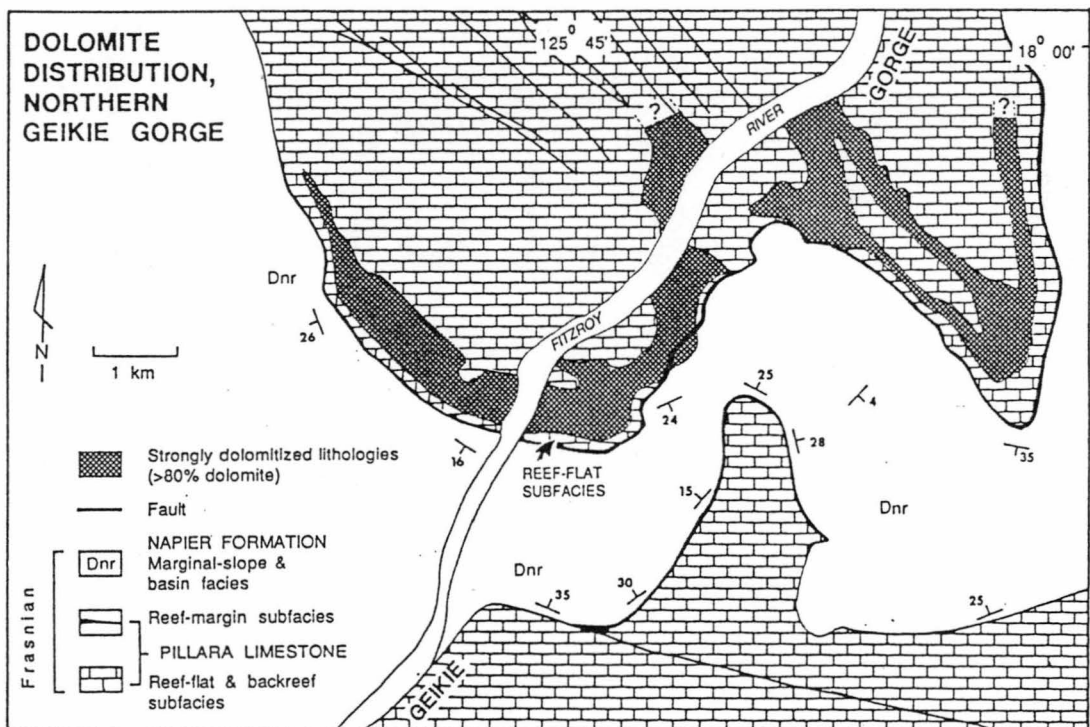 DOLOMITE
DISTRIBUTION,
NORTHERN
GEIKIE GORGE
125° 45'
18° 00'
GORGE
RIVER
?
?
Dnr
26
N
1 km
FITZROY
25
4
24
28
35
16
REEF-FLAT
SUBFACIES
15
Dnr
Dnr
35
30
25
GEIKIE
Strongly dolomitized lithologies
(>80% dolomite)
Fault
Frasnian
NAPIER FORMATION
Dnr Marginal-slope &
basin facies
Reef-margin subfacies
PILLARA LIMESTONE
Reef-flat & backreef
subfacies